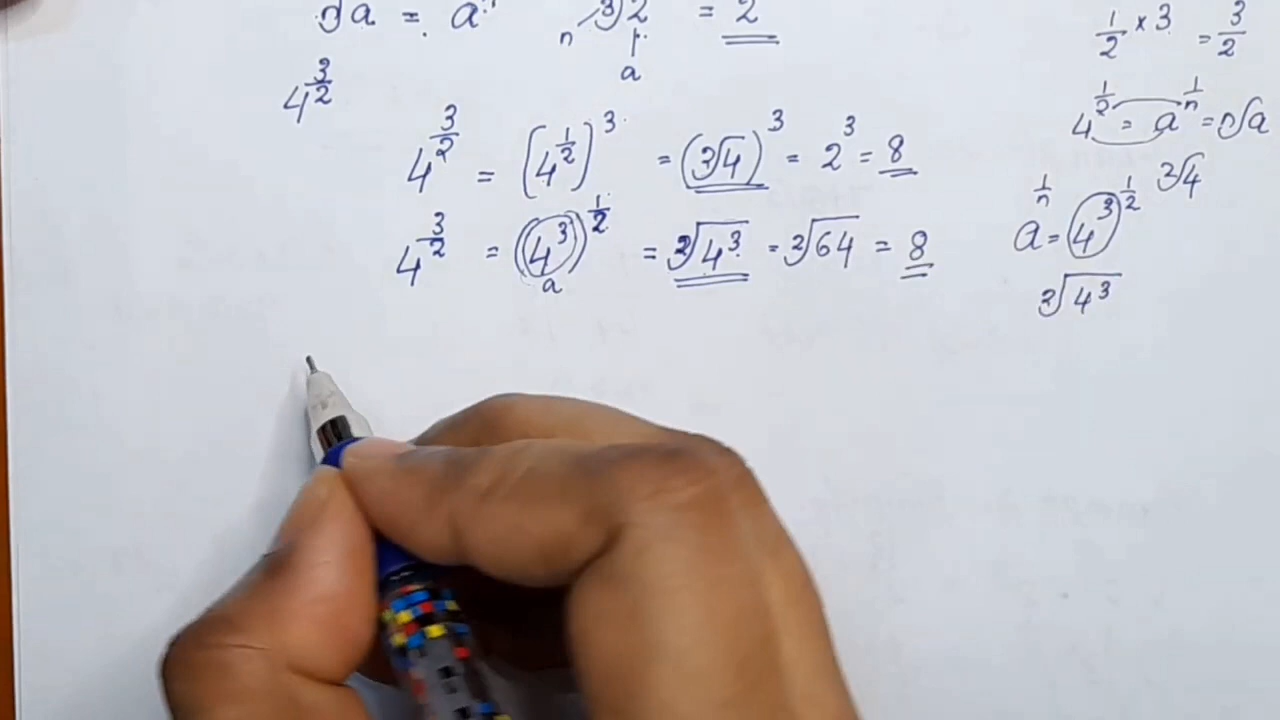 ⁿ√a = a
n ³√2 = 2
a
1/2 × 3 = 3/2
4^(3/2)
4^(1/2) = a^(1/n) = ⁿ√a
4^(3/2) = (4^(1/2))^3 = (²√4)^3 = 2^3 = 8
²√4
4^(3/2) = (4^3)^(1/2) = ²√4^3 = ²√64 = 8
a
a^(1/n) = (4^3)^(1/2)
²√4^3